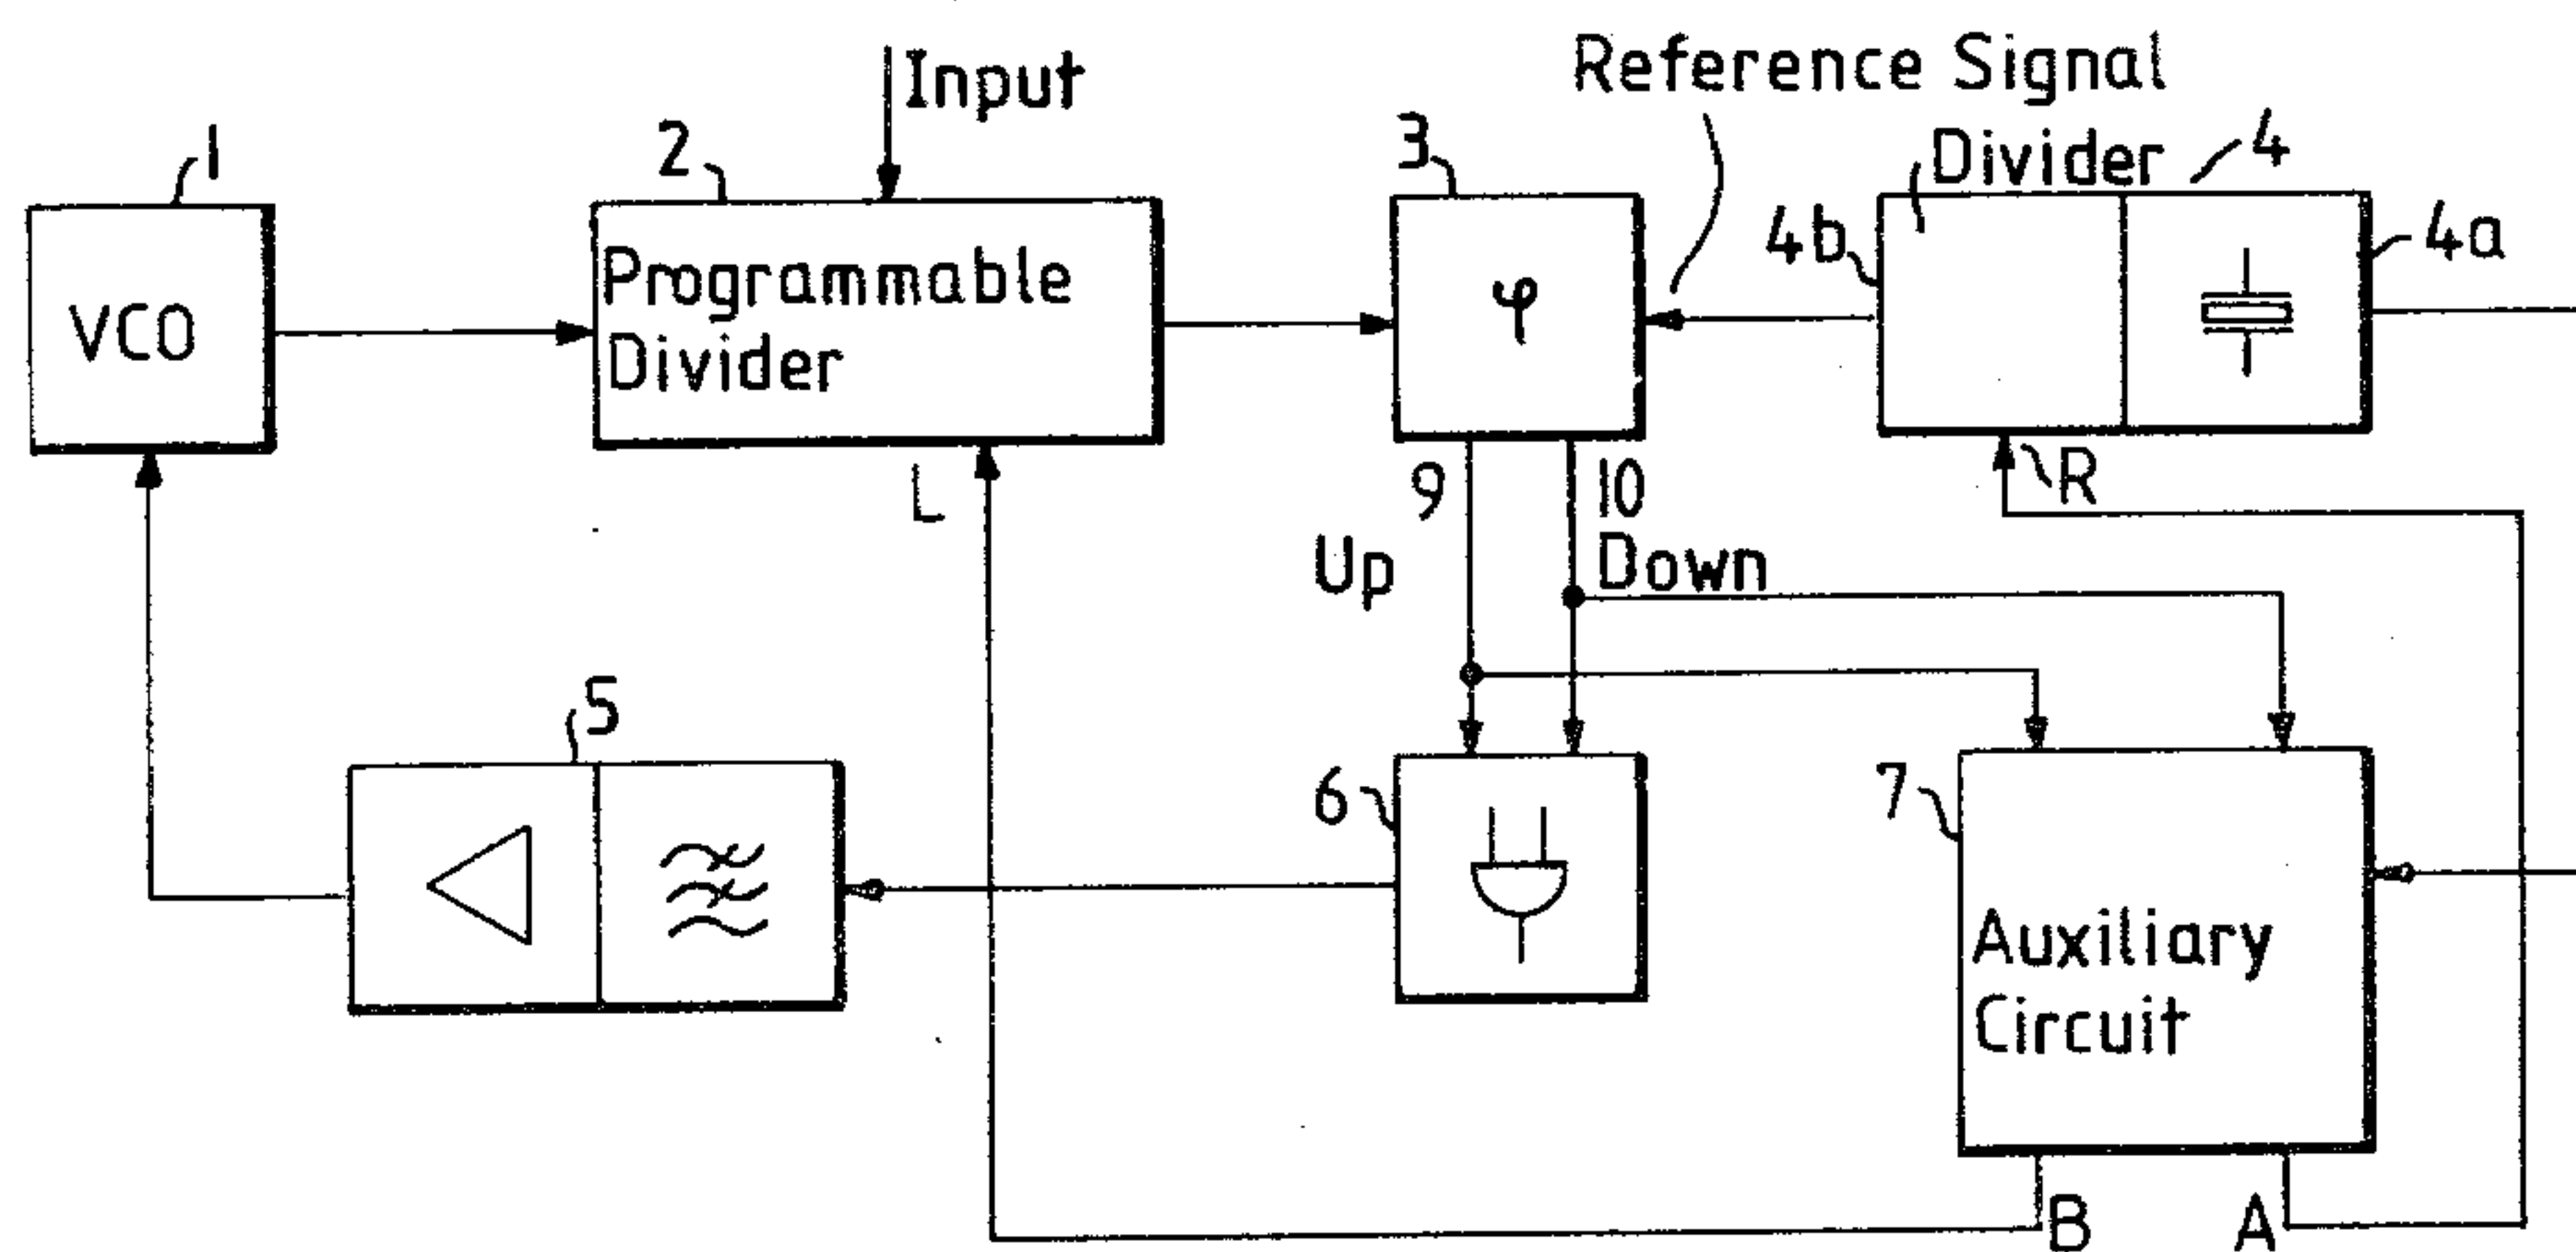 Input
Reference Signal
1
2
3
Divider
4
4b
4a
VCO
Programmable
Divider
φ
L
9
10
R
Up
Down
5
6
7
Auxiliary
Circuit
B
A